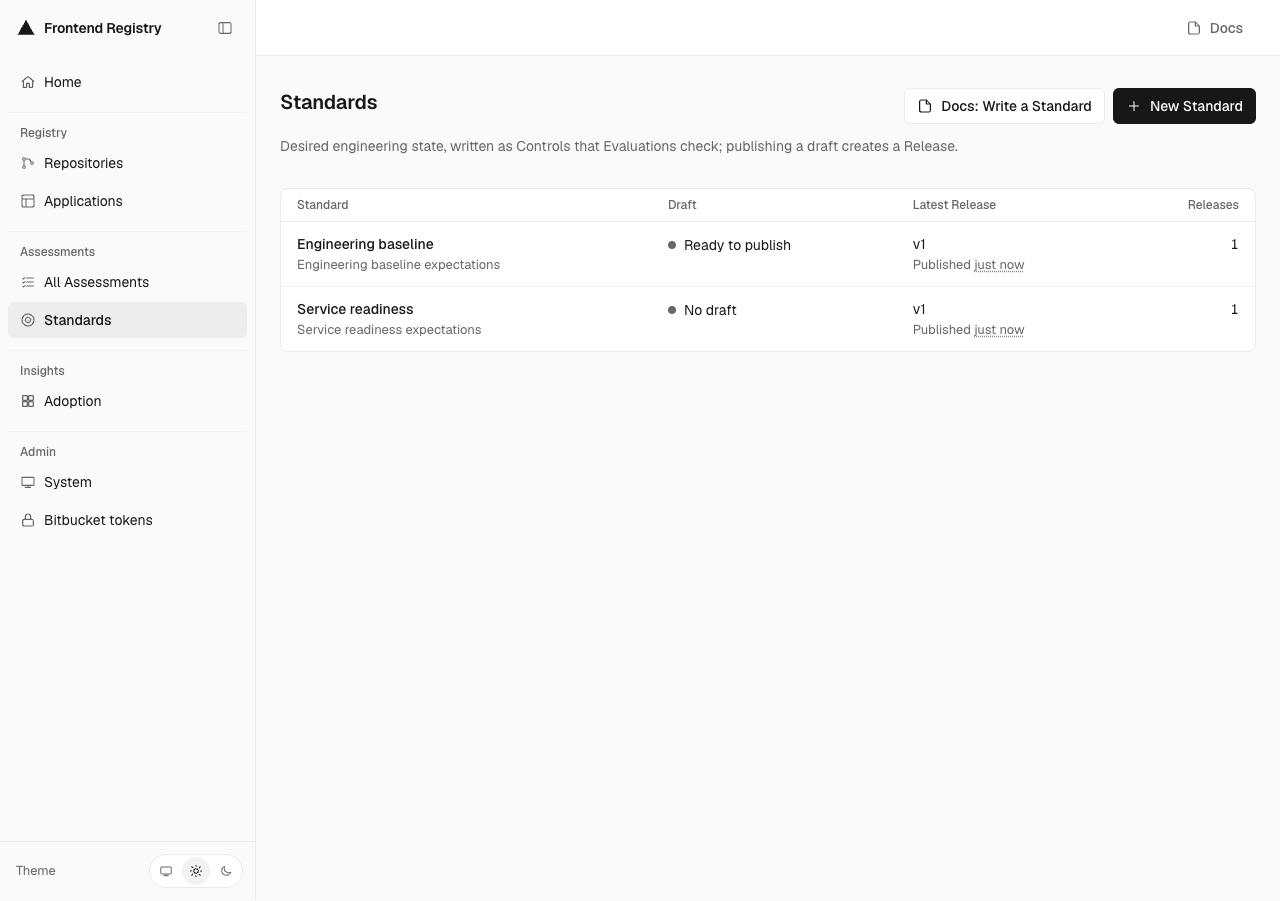 Frontend Registry
Docs
Home
Registry
Repositories
Applications
Assessments
All Assessments
Standards
Insights
Adoption
Admin
System
Bitbucket tokens
Theme
Standards
Docs: Write a Standard
New Standard
Desired engineering state, written as Controls that Evaluations check; publishing a draft creates a Release.
Standard Draft Latest Release Releases
Engineering baseline Ready to publish v1 1
Engineering baseline expectations Published just now
Service readiness No draft v1 1
Service readiness expectations Published just now